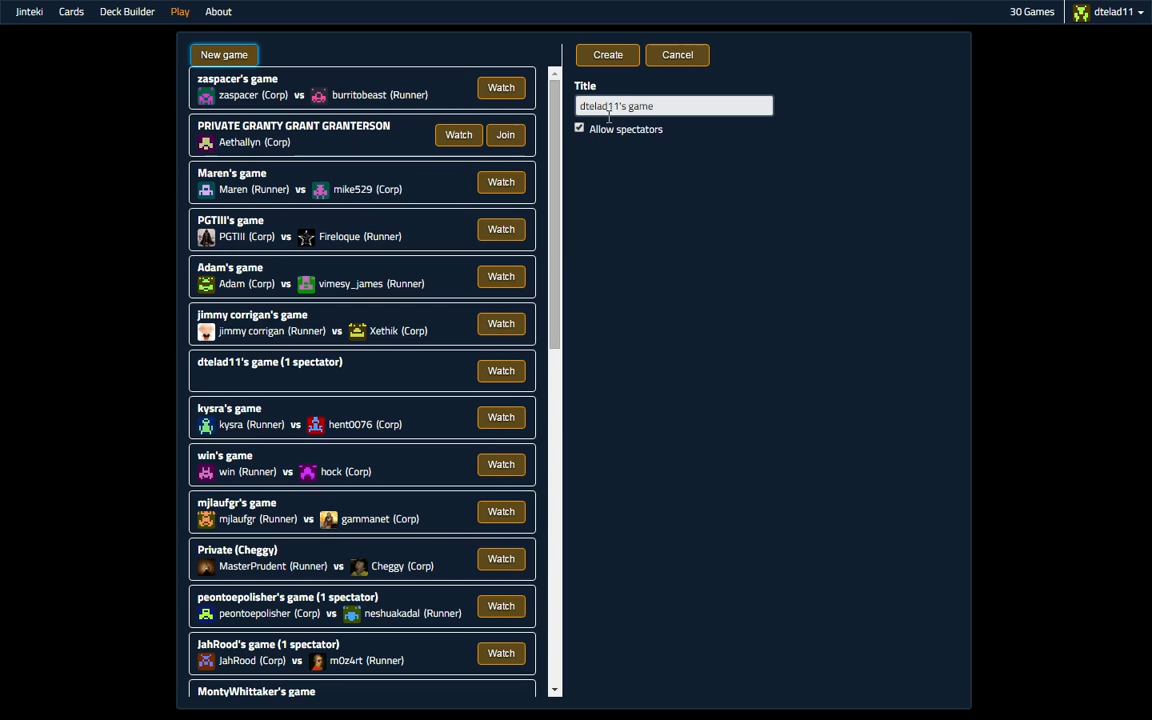 Jinteki Cards Deck Builder Play About 30 Games dtelad11
New game
zaspacer's game
zaspacer (Corp) vs burritobeast (Runner)
Watch
PRIVATE GRANTY GRANT GRANTERSON
Aethallyn (Corp)
Watch Join
Maren's game
Maren (Runner) vs mike529 (Corp)
Watch
PGTIII's game
PGTIII (Corp) vs Fireloque (Runner)
Watch
Adam's game
Adam (Corp) vs vimesy_james (Runner)
Watch
jimmy corrigan's game
jimmy corrigan (Runner) vs Xethik (Corp)
Watch
dtelad11's game (1 spectator)
Watch
kysra's game
kysra (Runner) vs hent0076 (Corp)
Watch
win's game
win (Runner) vs hock (Corp)
Watch
mjlaufgr's game
mjlaufgr (Runner) vs gammanet (Corp)
Watch
Private (Cheggy)
MasterPrudent (Runner) vs Cheggy (Corp)
Watch
peontoepolisher's game (1 spectator)
peontoepolisher (Corp) vs neshuakadal (Runner)
Watch
JahRood's game (1 spectator)
JahRood (Corp) vs m0z4rt (Runner)
Watch
MontyWhittaker's game
Create Cancel
Title
dtelad11's game
Allow spectators